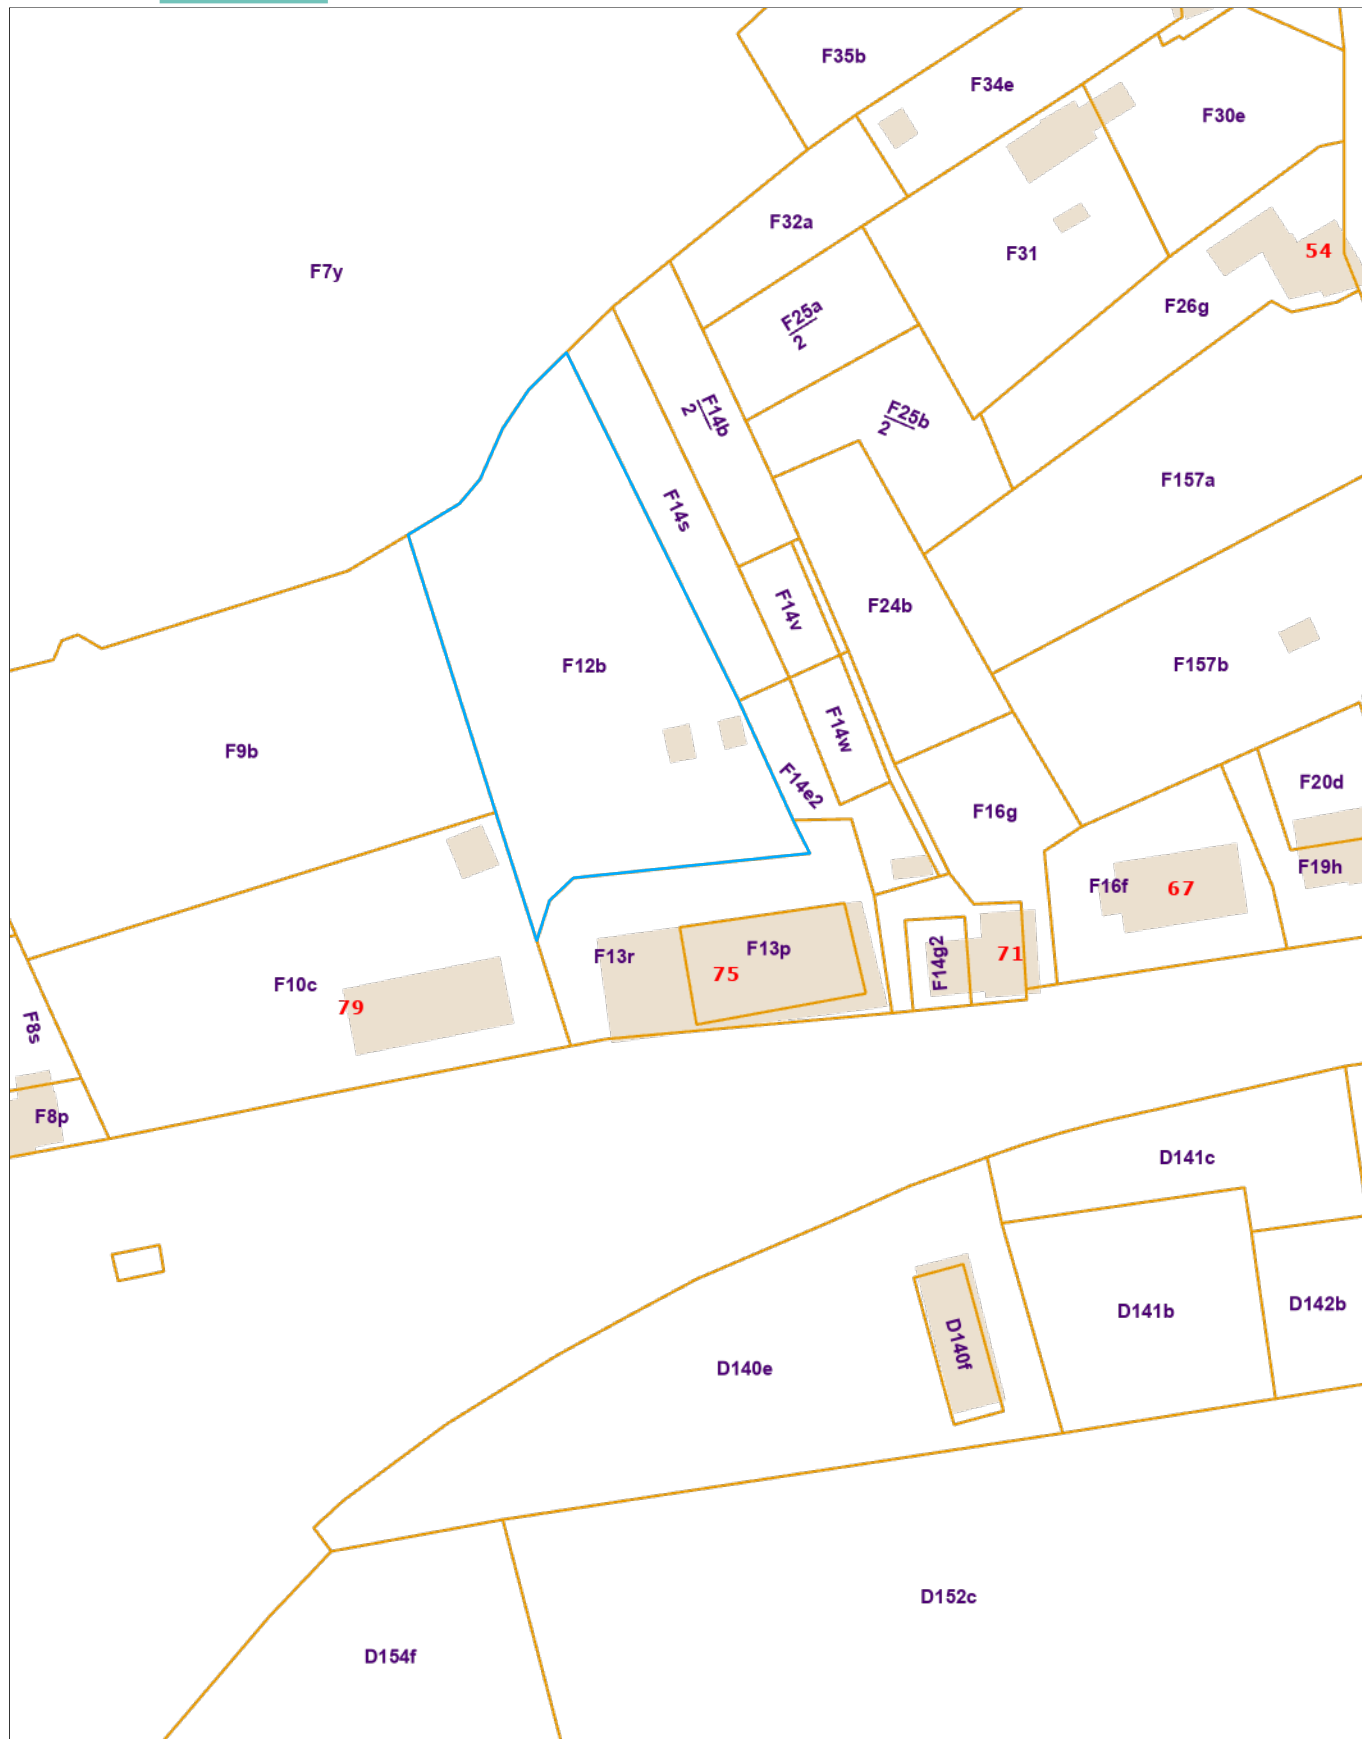 F35b
F34e
F30e
F32a
F31
54
F7y
F26g
F25a
2
F14b
2
F25b
2
F157a
F14s
F24b
F14v
F12b
F157b
F14w
F9b
F14e2
F20d
F16g
F19h
F16f
67
F13r
F13p
75
F14g2
71
F10c
79
F8s
F8p
D141c
D142b
D141b
D140f
D140e
D152c
D154f